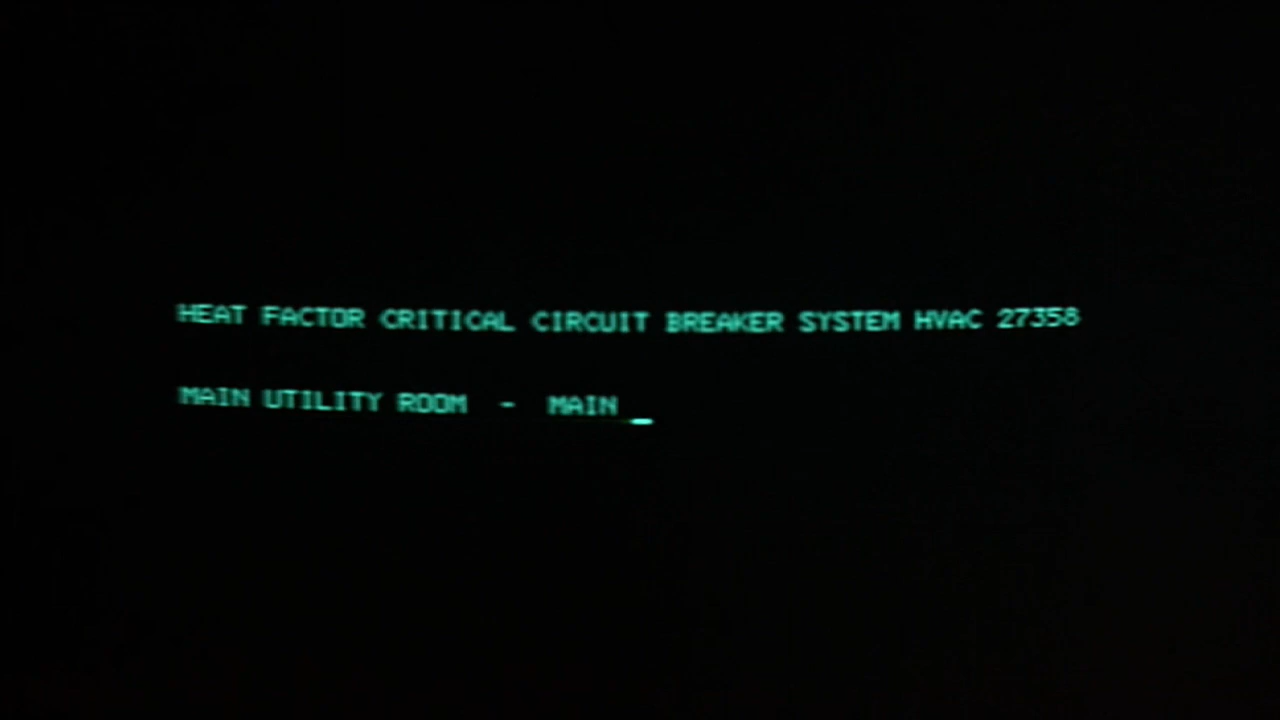 HEAT FACTOR CRITICAL CIRCUIT BREAKER SYSTEM HVAC 27358
MAIN UTILITY ROOM - MAIN _